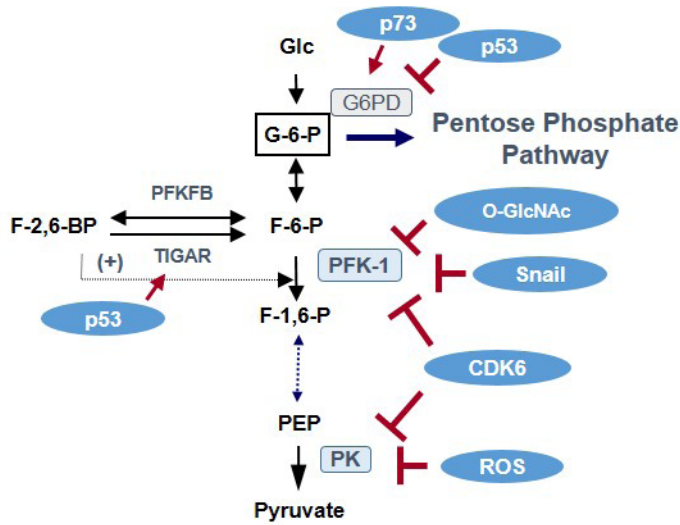 p73
Glc
p53
G6PD
G-6-P
Pentose Phosphate
Pathway
PFKFB
O-GlcNAc
F-2,6-BP
F-6-P
(+)
TIGAR
PFK-1
Snail
p53
F-1,6-P
CDK6
PEP
PK
ROS
Pyruvate